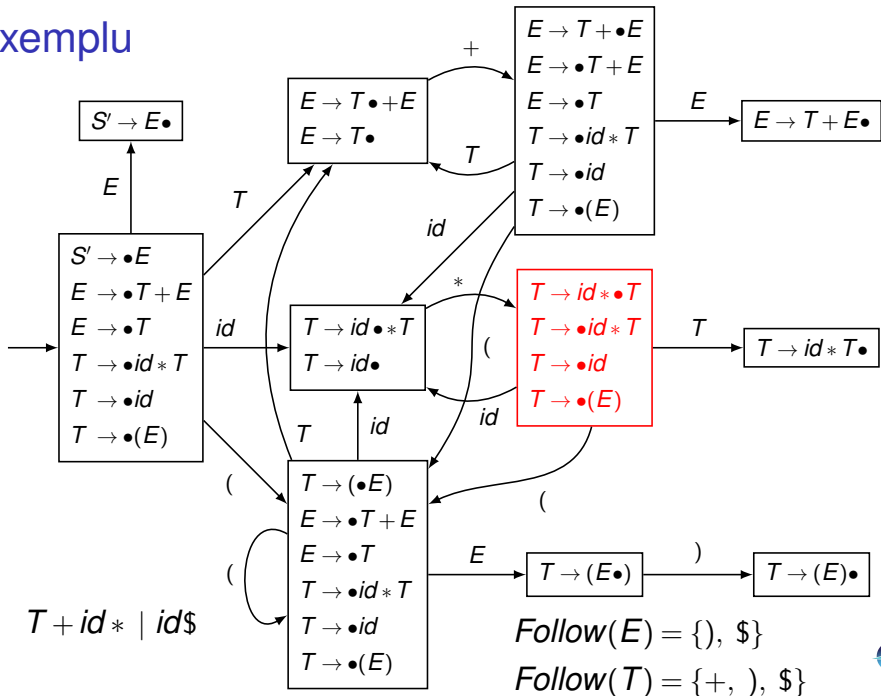 xemplu
S′ → E•
E
S′ → •E
E → •T + E
E → •T
T → •id * T
T → •id
T → •(E)
T
id
(
E → T• + E
E → T•
+
T
E → T + •E
E → •T + E
E → •T
T → •id * T
T → •id
T → •(E)
E
E → T + E•
id
(
T → id• * T
T → id•
*
id
T → id * •T
T → •id * T
T → •id
T → •(E)
T
T → id * T•
(
T
id
(
T → (•E)
E → •T + E
E → •T
T → •id * T
T → •id
T → •(E)
E
T → (E•)
)
T → (E)•
T + id * | id$
Follow(E) = {), $}
Follow(T) = {+, ), $}